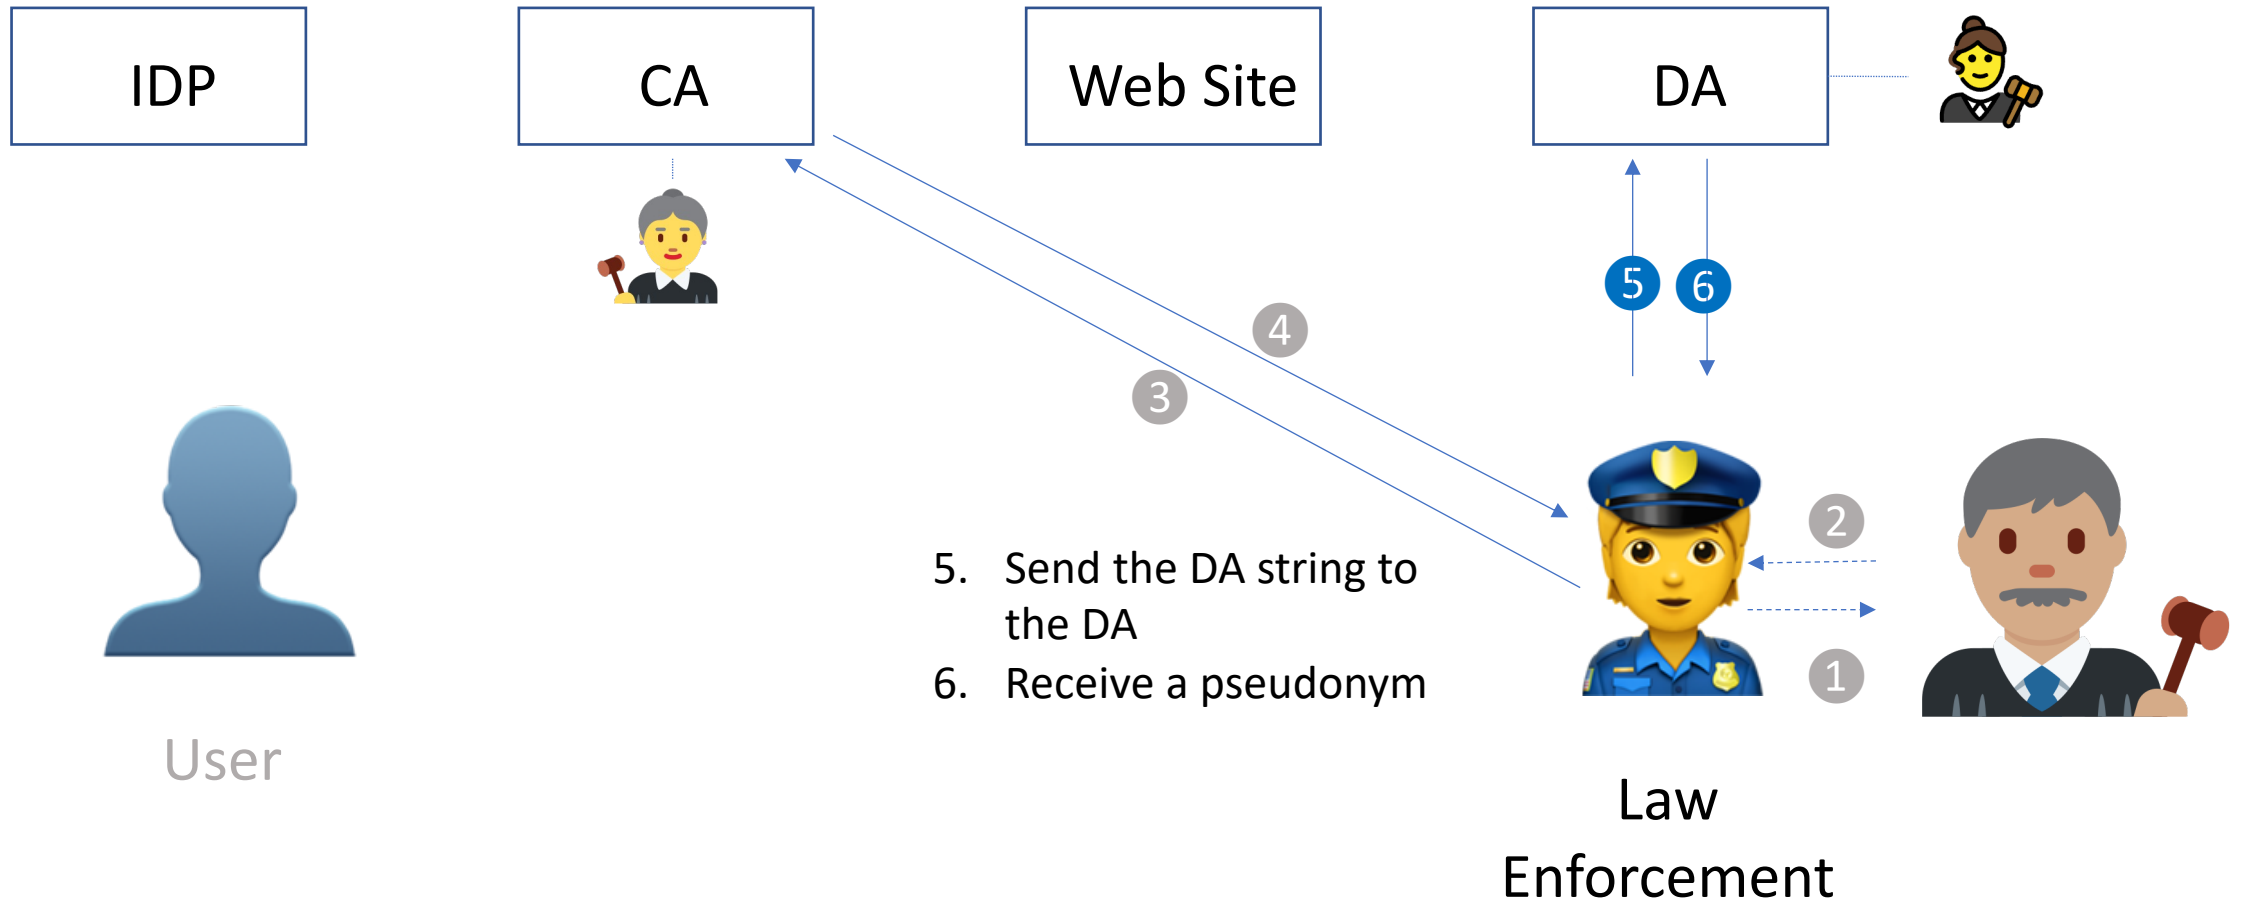 IDP
CA
Web Site
DA
5
6
4
3
2
5. Send the DA string to
the DA
6. Receive a pseudonym
1
User
Law
Enforcement